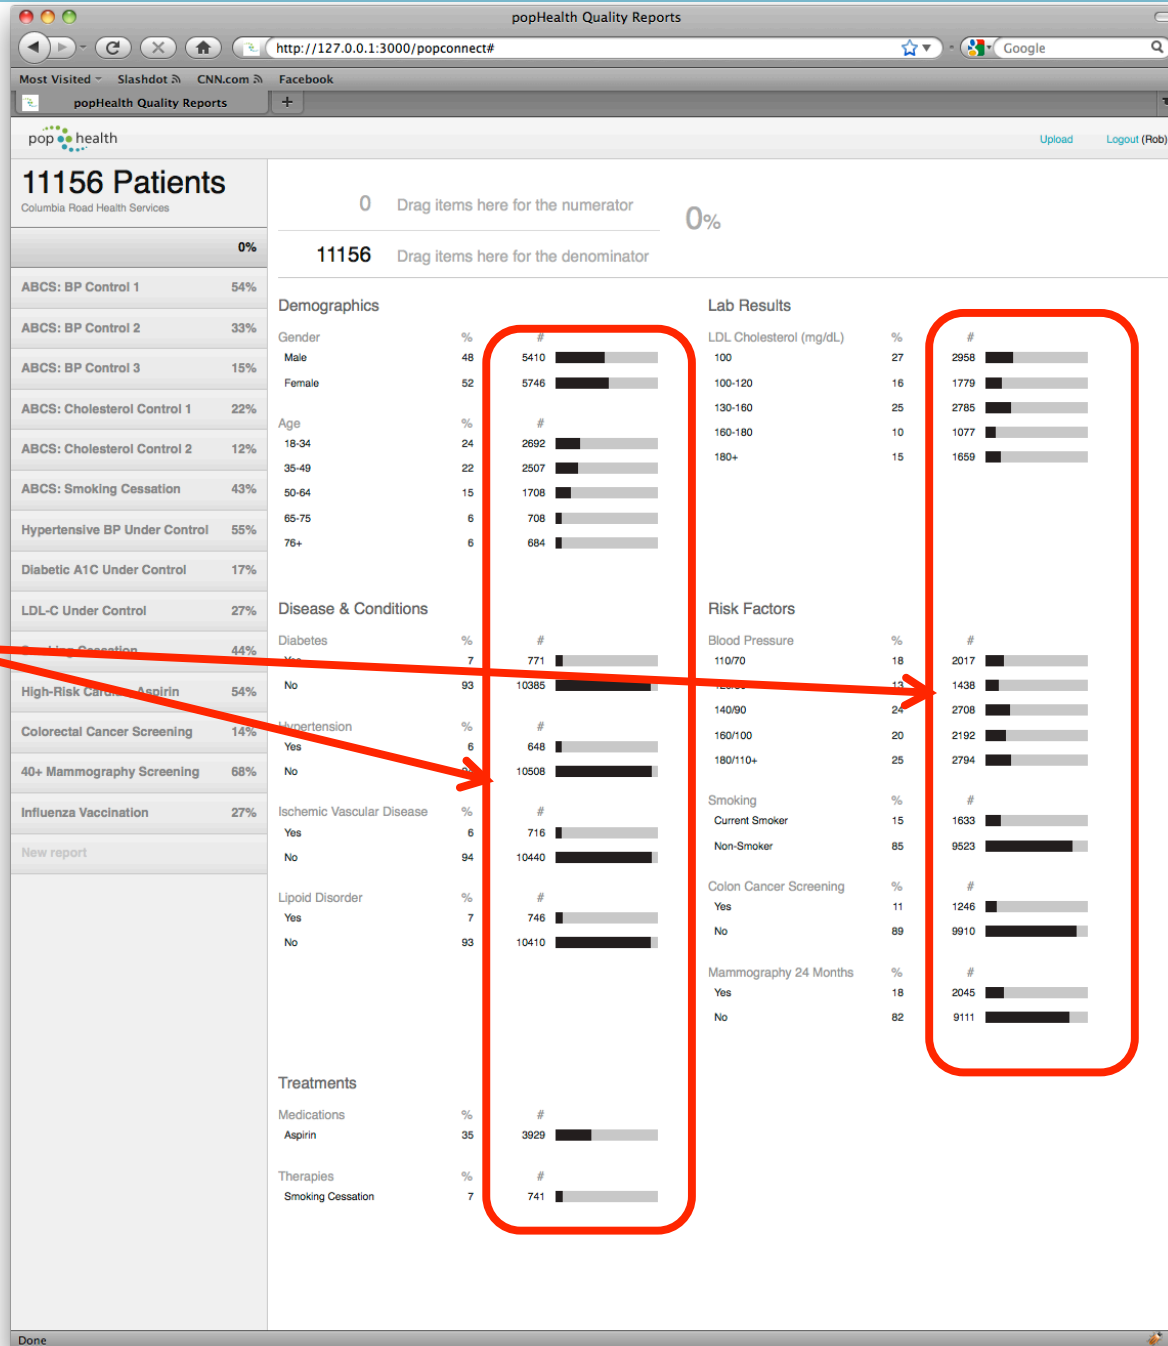 popHealth Quality Reports
http://127.0.0.1:3000/popconnect#
Google
Most Visited Slashdot CNN.com Facebook
popHealth Quality Reports +
pop health
Upload Logout (Rob)
11156 Patients
Columbia Road Health Services
0%
ABCS: BP Control 1 54%
ABCS: BP Control 2 33%
ABCS: BP Control 3 15%
ABCS: Cholesterol Control 1 22%
ABCS: Cholesterol Control 2 12%
ABCS: Smoking Cessation 43%
Hypertensive BP Under Control 55%
Diabetic A1C Under Control 17%
LDL-C Under Control 27%
Smoking Cessation 44%
High-Risk Cardiac Aspirin 54%
Colorectal Cancer Screening 14%
40+ Mammography Screening 68%
Influenza Vaccination 27%
New report
0 Drag items here for the numerator
0%
11156 Drag items here for the denominator
Demographics
Gender % #
Male 48 5410
Female 52 5746
Age % #
18-34 24 2692
35-49 22 2507
50-64 15 1708
65-75 6 708
76+ 6 684
Lab Results
LDL Cholesterol (mg/dL) % #
100 27 2958
100-120 16 1779
130-160 25 2785
160-180 10 1077
180+ 15 1659
Disease & Conditions
Diabetes % #
Yes 7 771
No 93 10385
Hypertension % #
Yes 6 648
No 10508
Ischemic Vascular Disease % #
Yes 6 716
No 94 10440
Lipoid Disorder % #
Yes 7 746
No 93 10410
Risk Factors
Blood Pressure % #
110/70 18 2017
13 1438
140/90 24 2708
160/100 20 2192
180/110+ 25 2794
Smoking % #
Current Smoker 15 1633
Non-Smoker 85 9523
Colon Cancer Screening % #
Yes 11 1246
No 89 9910
Mammography 24 Months % #
Yes 18 2045
No 82 9111
Treatments
Medications % #
Aspirin 35 3929
Therapies % #
Smoking Cessation 7 741
Done